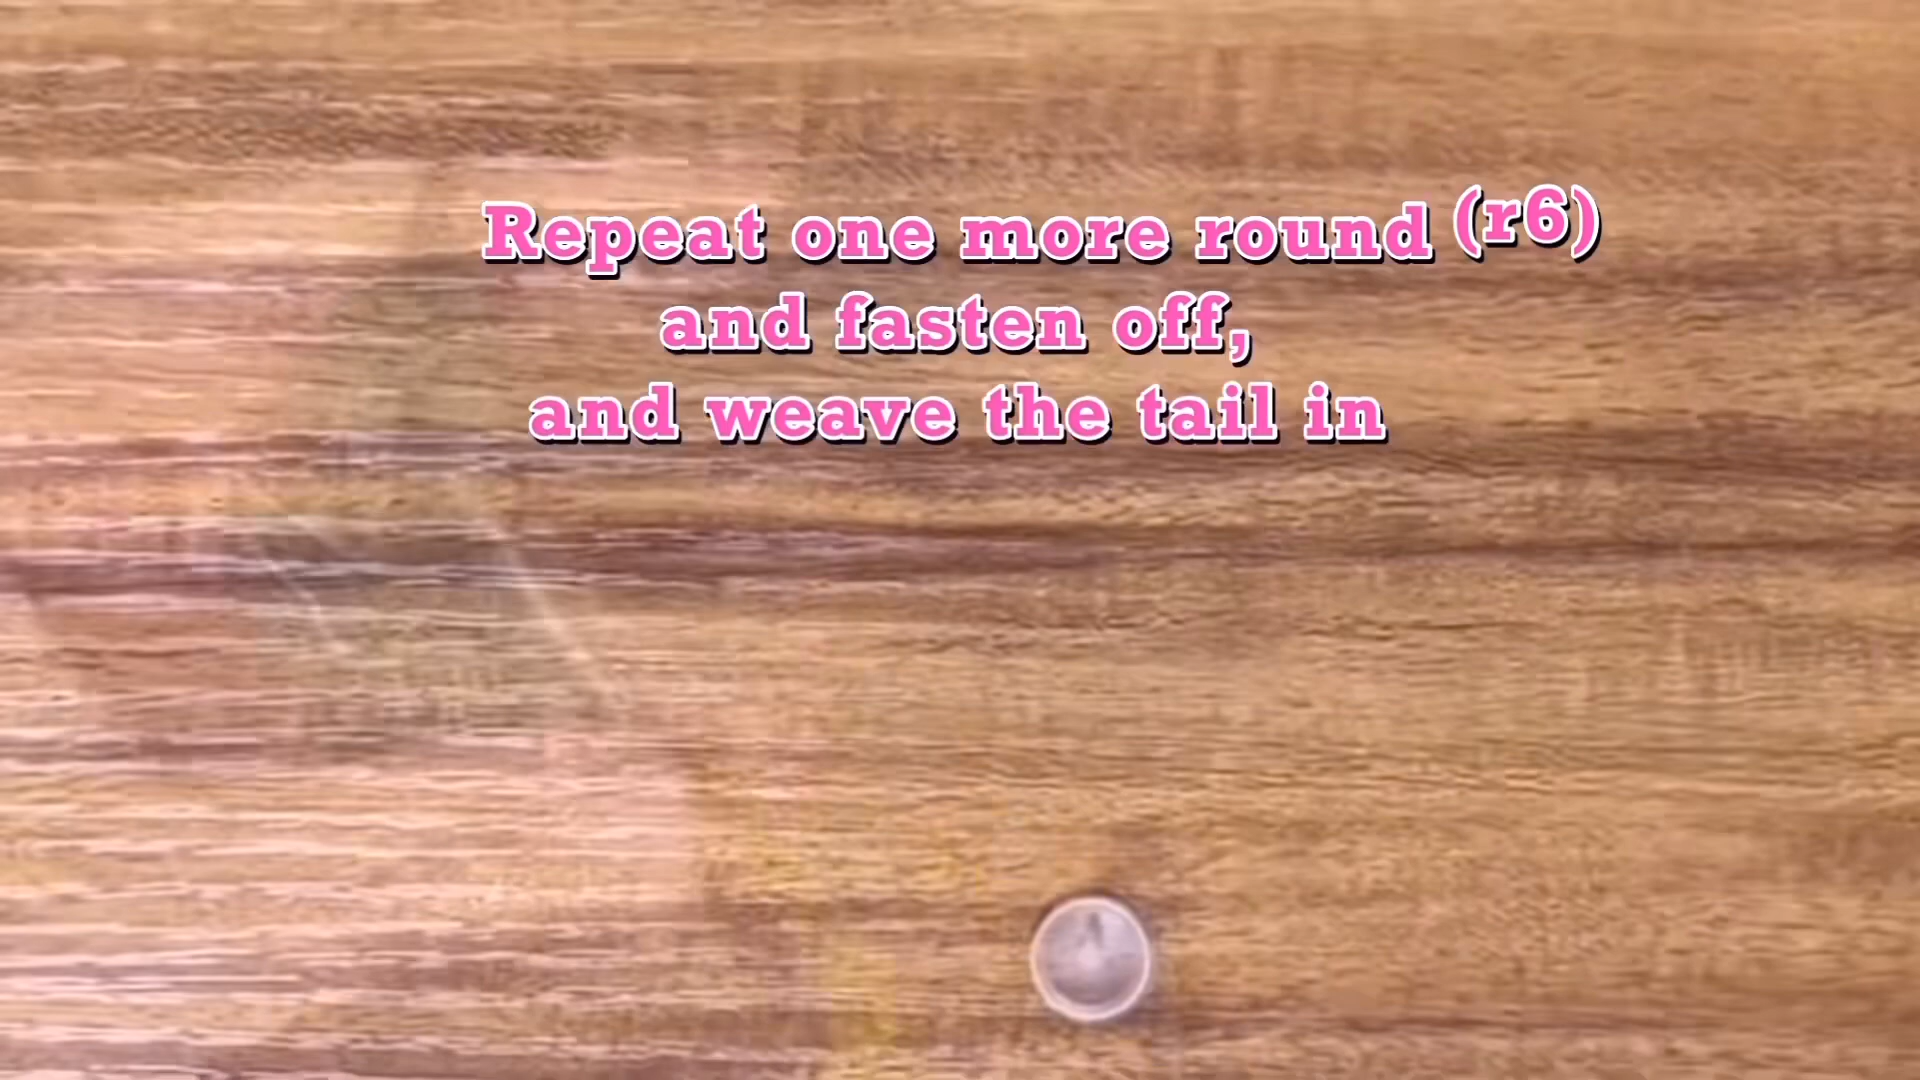 Repeat one more round (r6)
and fasten off,
and weave the tail in